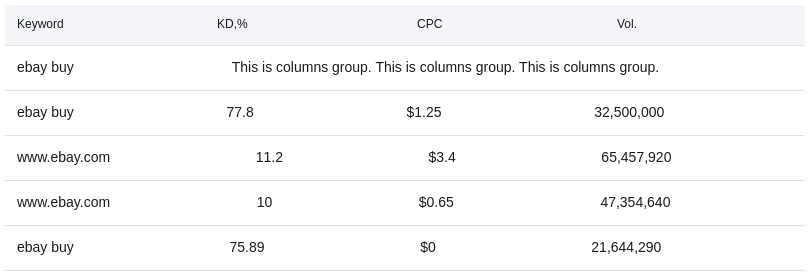 Keyword KD,% CPC Vol.
ebay buy This is columns group. This is columns group. This is columns group.
ebay buy 77.8 $1.25 32,500,000
www.ebay.com 11.2 $3.4 65,457,920
www.ebay.com 10 $0.65 47,354,640
ebay buy 75.89 $0 21,644,290